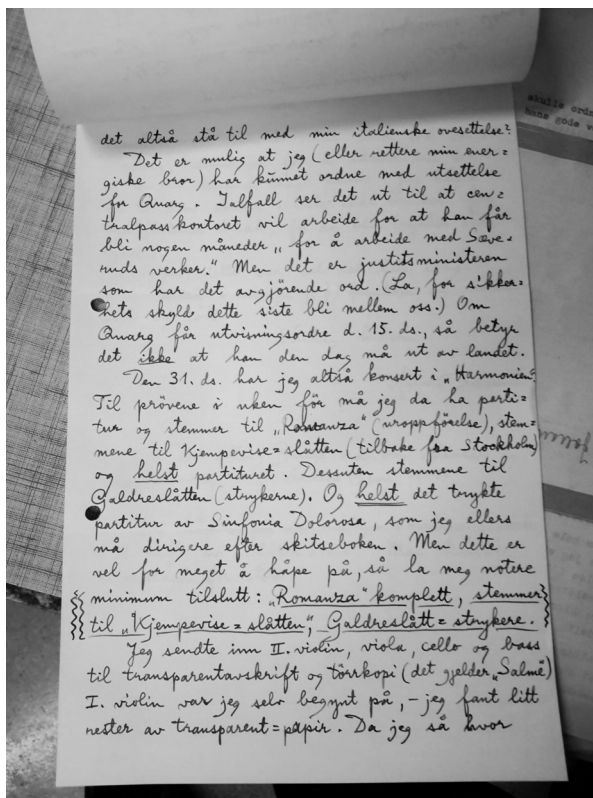 det altså stå til med min italienske ovesettelse?
Det er mulig at jeg (eller rettere min ener=
giske bror) har kunnet ordne med utsettelse
for Quarg. Ialfall ser det ut til at cen=
tralpasskontoret vil arbeide for at han får
bli nogen måneder „for å arbeide med Sæve=
ruds verker." Men det er justitsministeren
som har det avgjörende ord. (La, for sikker=
hets skyld, dette siste bli mellem oss.) Om
Quarg får utvisningsordre d. 15. ds., så betyr
det ikke at han den dag må ut av landet.
Den 31. ds. har jeg altså konsert i „Harmonien".
Til prövene i uken för må jeg da ha parti=
tur og stemmer til „Romanza" (uroppförelse), stem=
mene til Kjempevise=slåtten (tilbake fra Stockholm)
og helst partituret. Dessuten stemmene til
Galdreslåtten (strykerne). Og helst det trykte
partitur av Sinfonia Dolorosa, som jeg ellers
må dirigere efter skitseboken. Men dette er
vel for meget å håpe på, så la meg notere
minimum tilslutt: „Romanza" komplett, stemmer
til „Kjempevise=slåtten", Galdreslått=strykere.
Jeg sendte inn II. violin, viola, cello og bass
til transparentavskrift og törrkopi (det gjelder „Salme")
I. violin var jeg selv begynt på, – jeg fant litt
rester av transparent=papir. Da jeg så hvor
skulle ordn
hans gode v